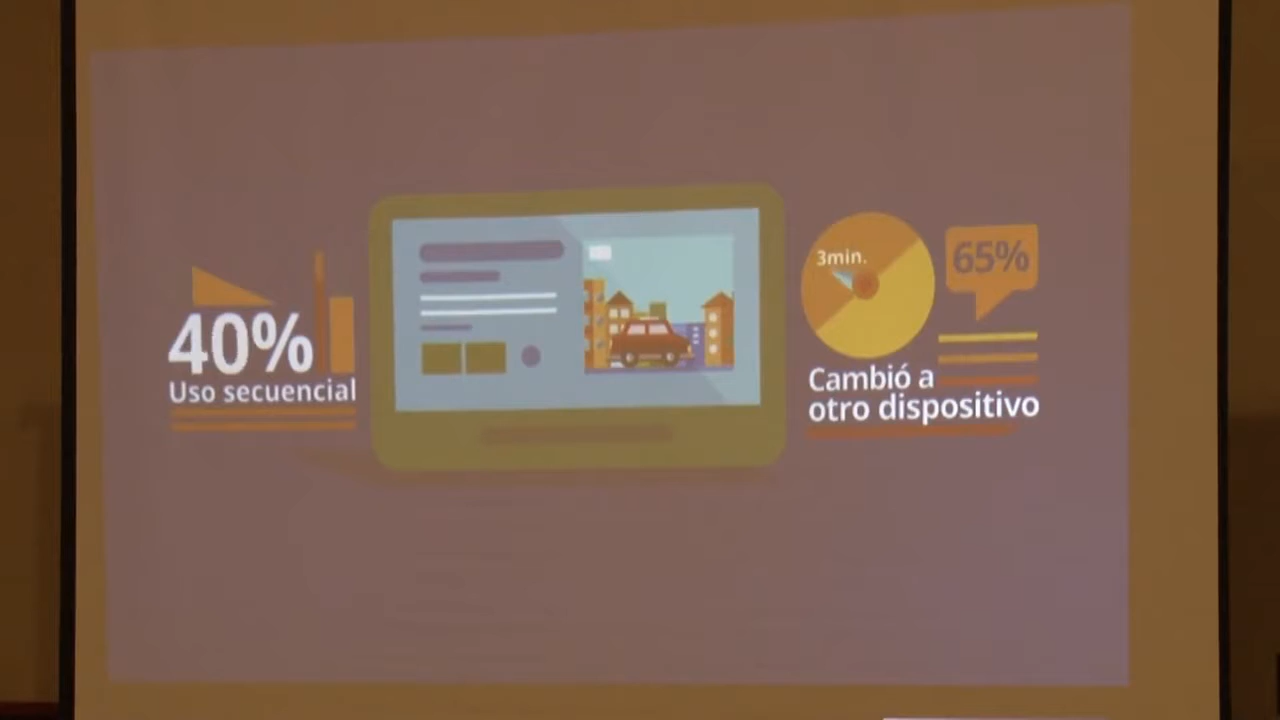 40%
Uso secuencial
3min.
65%
Cambió a
otro dispositivo